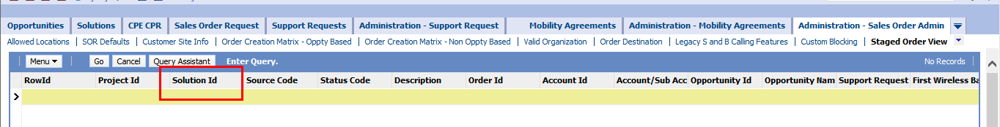 Opportunities Solutions CPE CPR Sales Order Request Support Requests Administration - Support Request Mobility Agreements Administration - Mobility Agreements Administration - Sales Order Admin
Allowed Locations SOR Defaults Customer Site Info Order Creation Matrix - Oppty Based Order Creation Matrix - Non Oppty Based Valid Organization Order Destination Legacy S and B Calling Features Custom Blocking Staged Order View
Menu Go Cancel Query Assistant Enter Query. No Records
RowId Project Id Solution Id Source Code Status Code Description Order Id Account Id Account/Sub Acc Opportunity Id Opportunity Nam Support Request First Wireless Ba